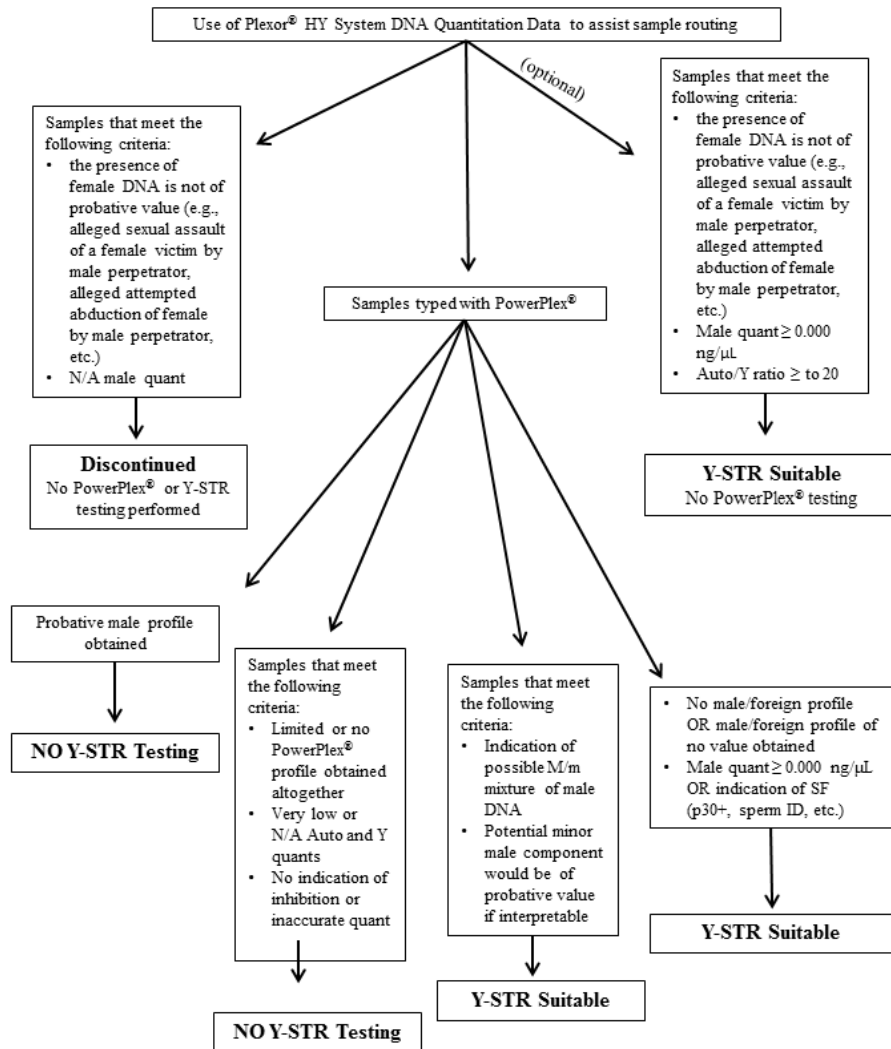 Use of Plexor® HY System DNA Quantitation Data to assist sample routing
(optional)
Samples that meet the
following criteria:
• the presence of
female DNA is not of
probative value (e.g.,
alleged sexual assault
of a female victim by
male perpetrator,
alleged attempted
abduction of female
by male perpetrator,
etc.)
• N/A male quant
Samples that meet the
following criteria:
• the presence of
female DNA is not of
probative value (e.g.,
alleged sexual assault
of a female victim by
male perpetrator,
alleged attempted
abduction of female
by male perpetrator,
etc.)
• Male quant ≥ 0.000
ng/μL
• Auto/Y ratio ≥ to 20
Samples typed with PowerPlex®
Discontinued
No PowerPlex® or Y-STR
testing performed
Y-STR Suitable
No PowerPlex® testing
Probative male profile
obtained
NO Y-STR Testing
Samples that meet
the following
criteria:
• Limited or no
PowerPlex®
profile obtained
altogether
• Very low or
N/A Auto and Y
quants
• No indication of
inhibition or
inaccurate quant
NO Y-STR Testing
Samples that meet
the following
criteria:
• Indication of
possible M/m
mixture of male
DNA
• Potential minor
male component
would be of
probative value
if interpretable
Y-STR Suitable
• No male/foreign profile
OR male/foreign profile of
no value obtained
• Male quant ≥ 0.000 ng/μL
OR indication of SF
(p30+, sperm ID, etc.)
Y-STR Suitable